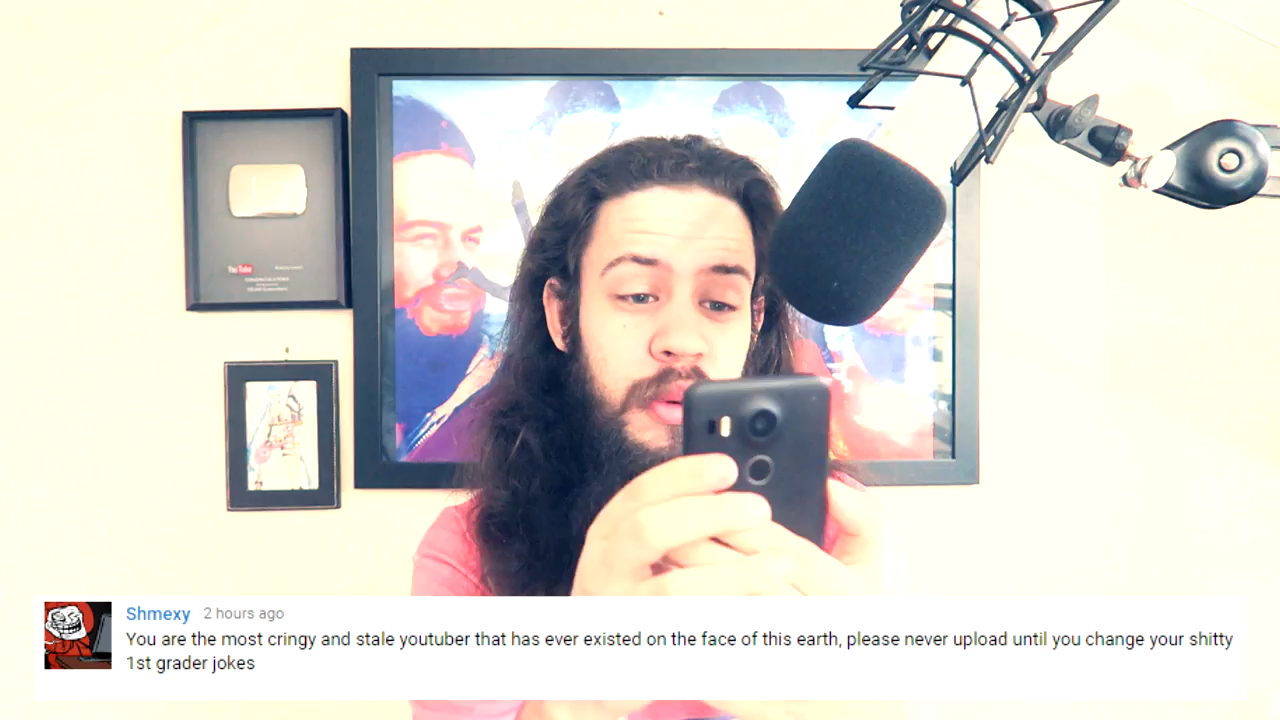 YouTube
Shmexy 2 hours ago
You are the most cringy and stale youtuber that has ever existed on the face of this earth, please never upload until you change your shitty
1st grader jokes